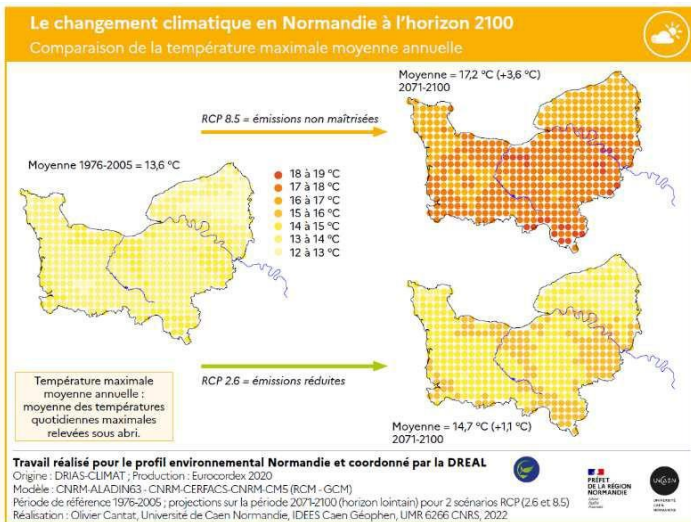 Le changement climatique en Normandie à l'horizon 2100
Comparaison de la température maximale moyenne annuelle
Moyenne = 17,2 °C (+3,6 °C)
2071-2100
RCP 8.5 = émissions non maîtrisées
Moyenne 1976-2005 = 13,6 °C
18 à 19 °C
17 à 18 °C
16 à 17 °C
15 à 16 °C
14 à 15 °C
13 à 14 °C
12 à 13 °C
RCP 2.6 = émissions réduites
Température maximale
moyenne annuelle :
moyenne des températures
quotidiennes maximales
relevées sous abri.
Moyenne = 14,7 °C (+1,1 °C)
2071-2100
Travail réalisé pour le profil environnemental Normandie et coordonné par la DREAL
Origine : DRIAS-CLIMAT ; Production : Eurocordex 2020
Modèle : CNRM-ALADIN63 - CNRM-CERFACS-CNRM-CM5 (RCM - GCM)
Période de référence 1976-2005 ; projections sur la période 2071-2100 (horizon lointain) pour 2 scénarios RCP (2.6 et 8.5)
Réalisation : Olivier Cantat, Université de Caen Normandie, IDEES Caen Géophen, UMR 6266 CNRS, 2022
PRÉFET
DE LA RÉGION
NORMANDIE
UNICAEN
UNIVERSITÉ
CAEN
NORMANDIE